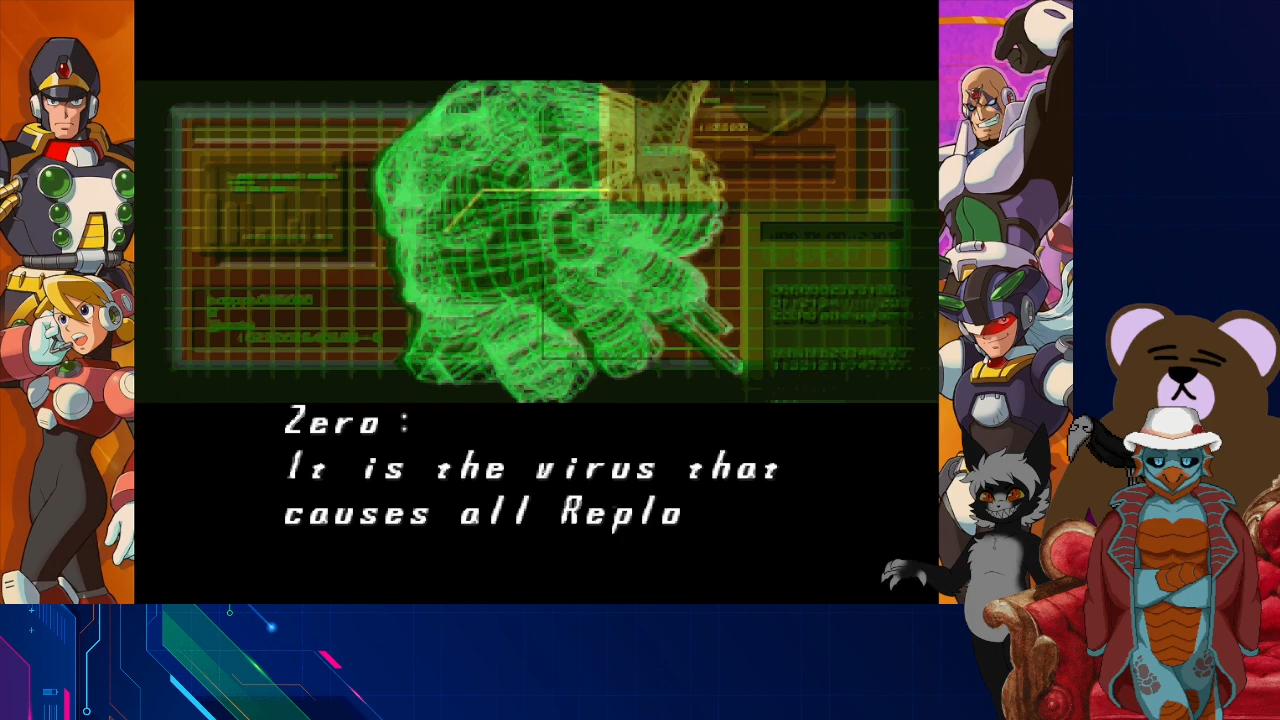 Zero :
It is the virus that
causes all Replo